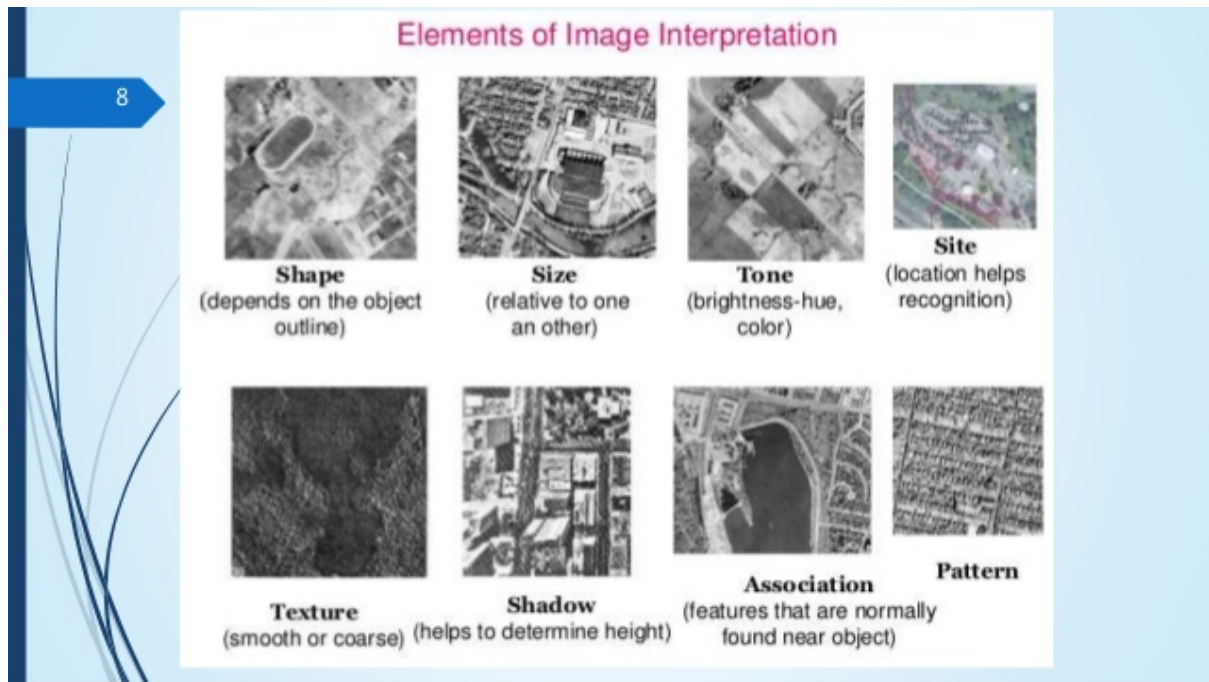 Elements of Image Interpretation
8
Shape
(depends on the object
outline)
Size
(relative to one
an other)
Tone
(brightness-hue,
color)
Site
(location helps
recognition)
Texture
(smooth or coarse)
Shadow
(helps to determine height)
Association
(features that are normally
found near object)
Pattern